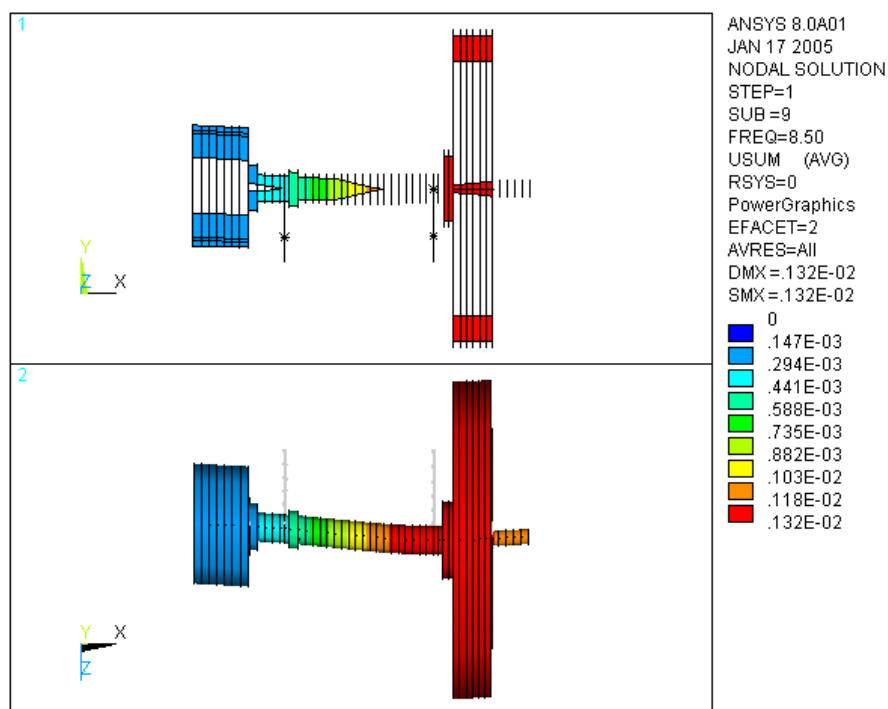 1
ANSYS 8.0A01
JAN 17 2005
NODAL SOLUTION
STEP=1
SUB =9
FREQ=8.50
USUM (AVG)
RSYS=0
PowerGraphics
EFACET=2
AVRES=All
DMX =.132E-02
SMX =.132E-02
0
.147E-03
.294E-03
.441E-03
.588E-03
.735E-03
.882E-03
.103E-02
.118E-02
.132E-02
Y
Z X
2
Y X
Z